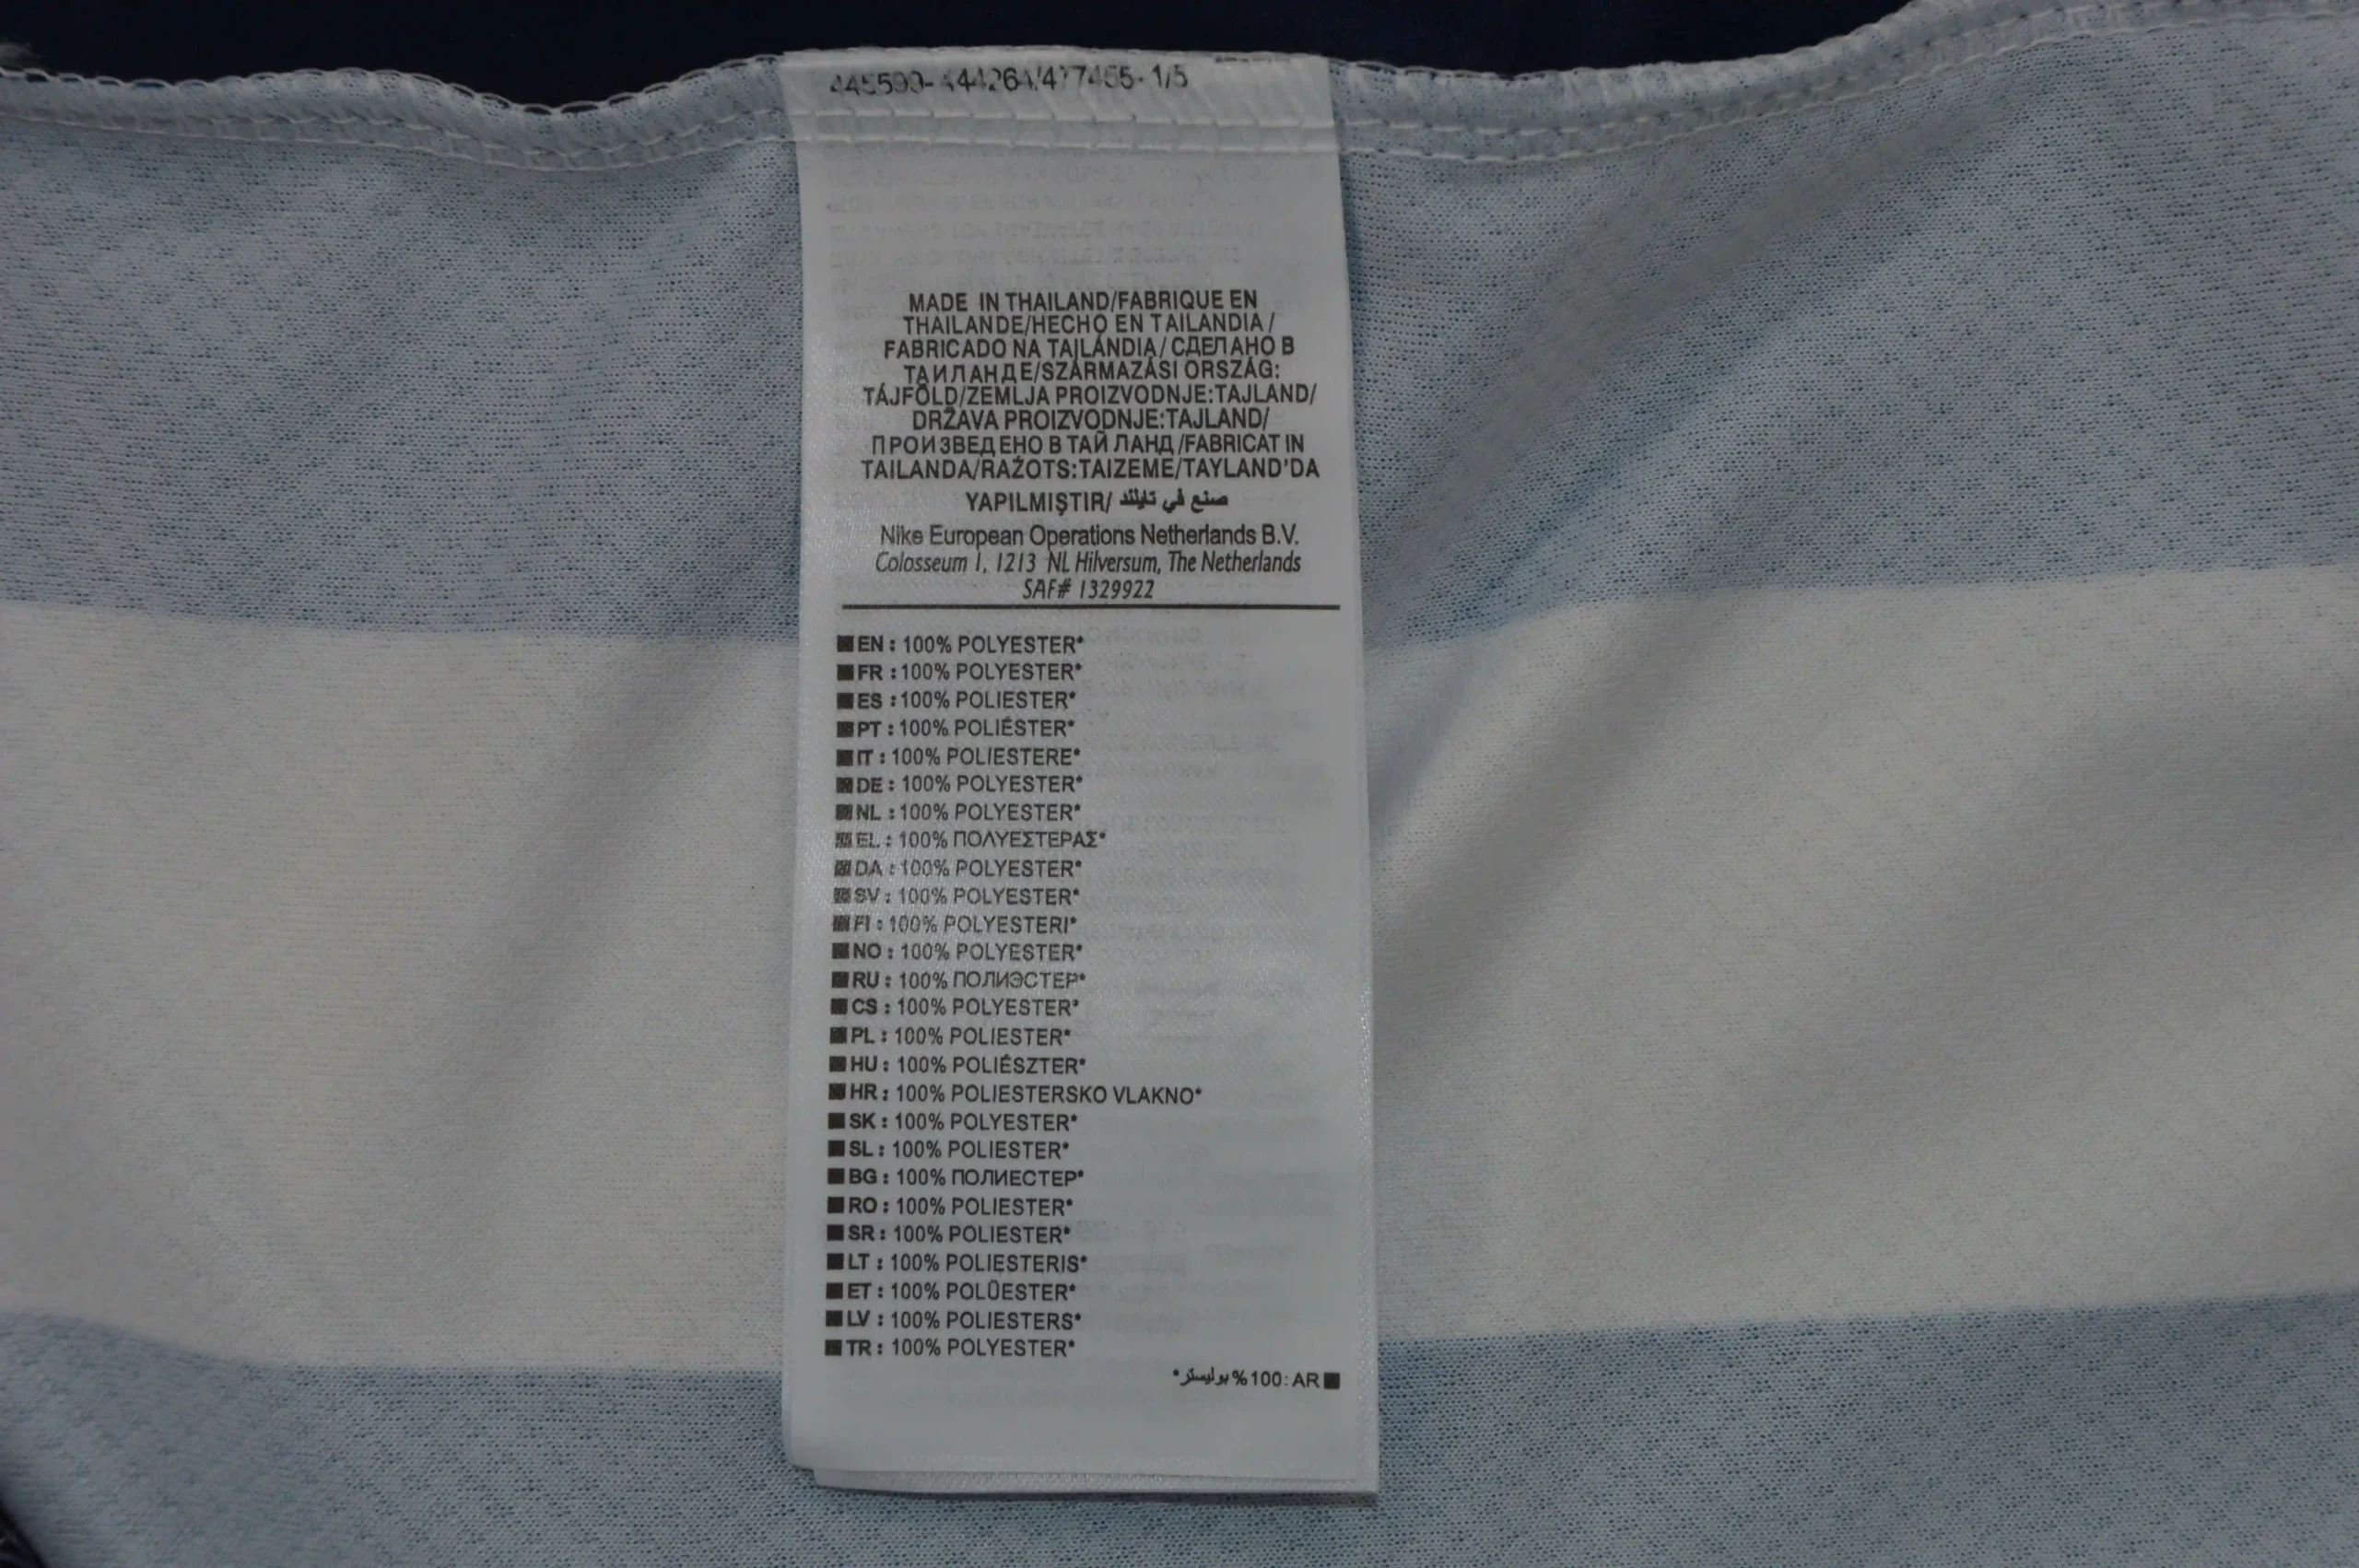 1/5
MADE IN THAILAND/FABRIQUE EN
THAILANDE/HECHO EN TAILANDIA/
FABRICADO NA TAILÁNDIA/СДЕЛАНО В
ТАИЛАНДЕ/SZÁRMAZÁSI ORSZÁG:
TÁJFÖLD/ZEMLJA PROIZVODNJE:TAJLAND/
DRŽAVA PROIZVODNJE:TAJLAND/
ПРОИЗВЕДЕНО В ТАЙЛАНД/FABRICAT IN
TAILANDA/RAŽOTS:TAIZEME/TAYLAND'DA
YAPILMIŞTIR/ صنع في تايلند
Nike European Operations Netherlands B.V.
Colosseum 1, 1213 NL Hilversum, The Netherlands
SAF# 1329922
EN : 100% POLYESTER*
FR : 100% POLYESTER*
ES : 100% POLIESTER*
PT : 100% POLIÉSTER*
IT : 100% POLIESTERE*
DE : 100% POLYESTER*
NL : 100% POLYESTER*
EL : 100% ΠΟΛΥΕΣΤΕΡΑΣ*
DA : 100% POLYESTER*
SV : 100% POLYESTER*
FI : 100% POLYESTERI*
NO : 100% POLYESTER*
RU : 100% ПОЛИЭСТЕР*
CS : 100% POLYESTER*
PL : 100% POLIESTER*
HU : 100% POLIÉSZTER*
HR : 100% POLIESTERSKO VLAKNO*
SK : 100% POLYESTER*
SL : 100% POLIESTER*
BG : 100% ПОЛИЕСТЕР*
RO : 100% POLIESTER*
SR : 100% POLIESTER*
LT : 100% POLIESTERIS*
ET : 100% POLÜESTER*
LV : 100% POLIESTERS*
TR : 100% POLYESTER*
AR :100% بوليستر*